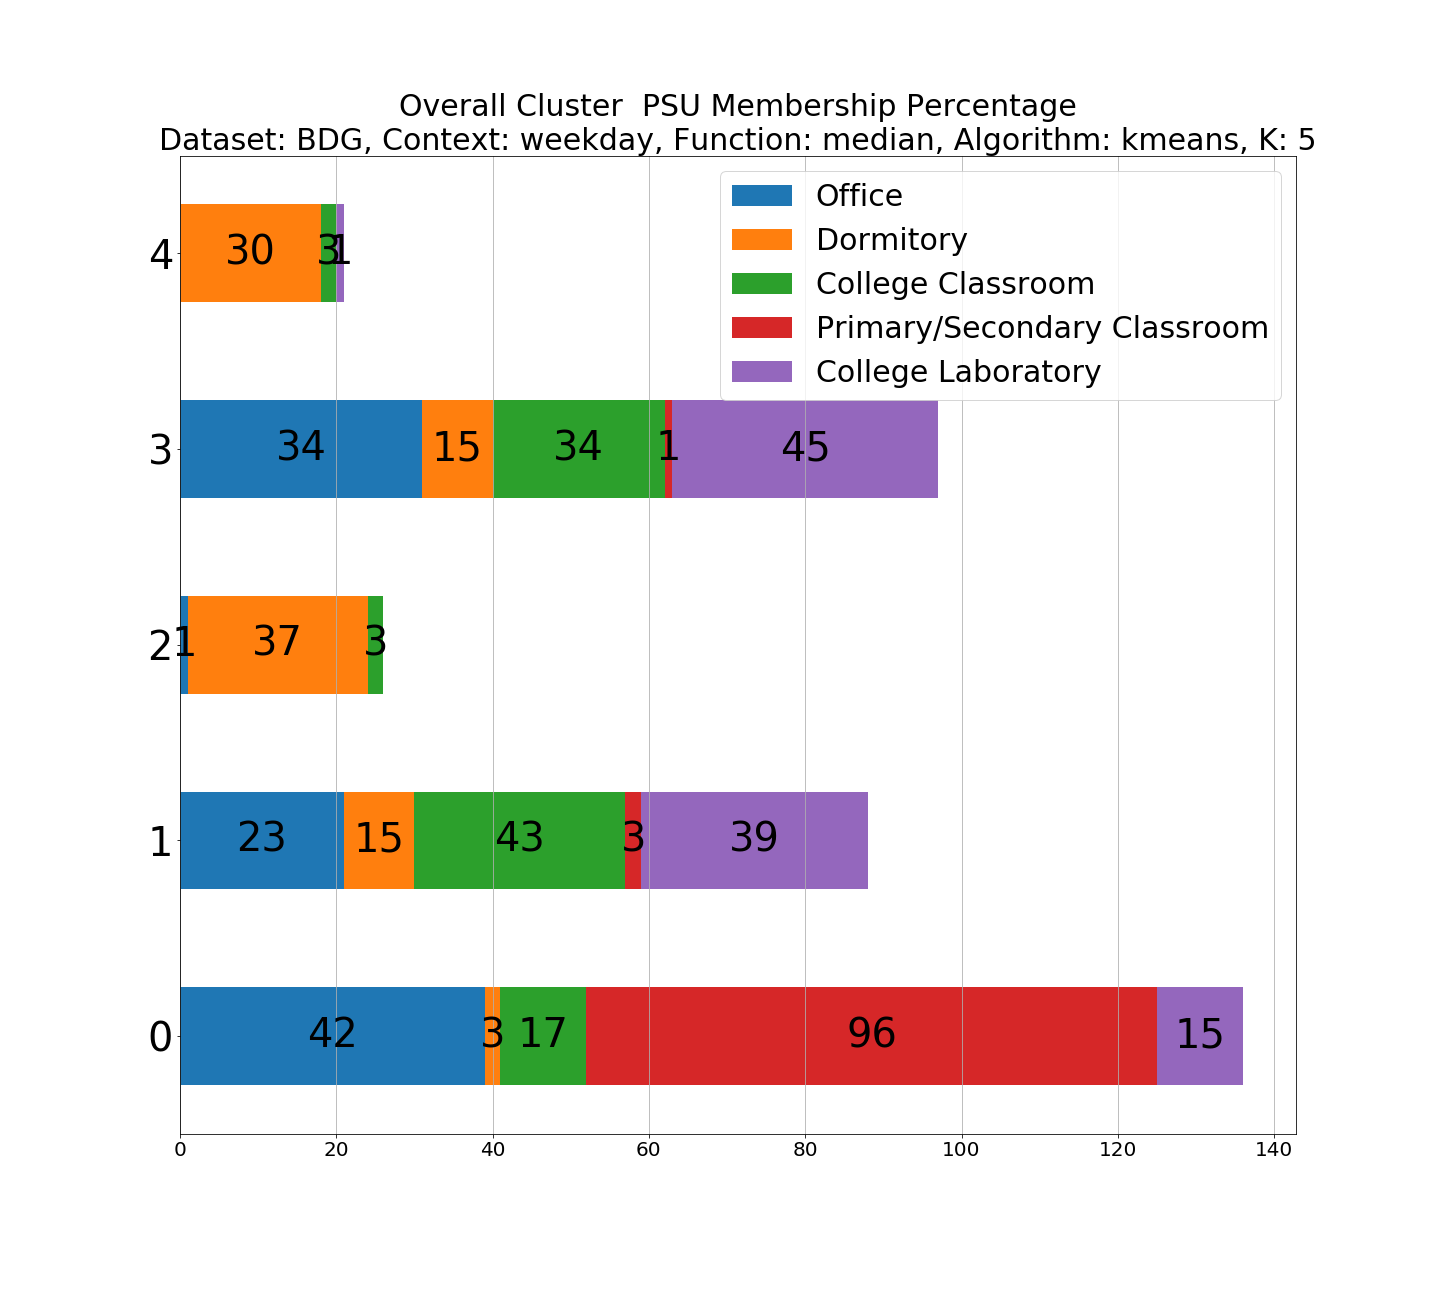 Overall Cluster  PSU Membership Percentage
Dataset: BDG, Context: weekday, Function: median, Algorithm: kmeans, K: 5
Office
Dormitory
College Classroom
Primary/Secondary Classroom
College Laboratory
4 30 3 1
3 34 15 34 1 45
2 1 37 3
1 23 15 43 3 39
0 42 3 17 96 15
0 20 40 60 80 100 120 140